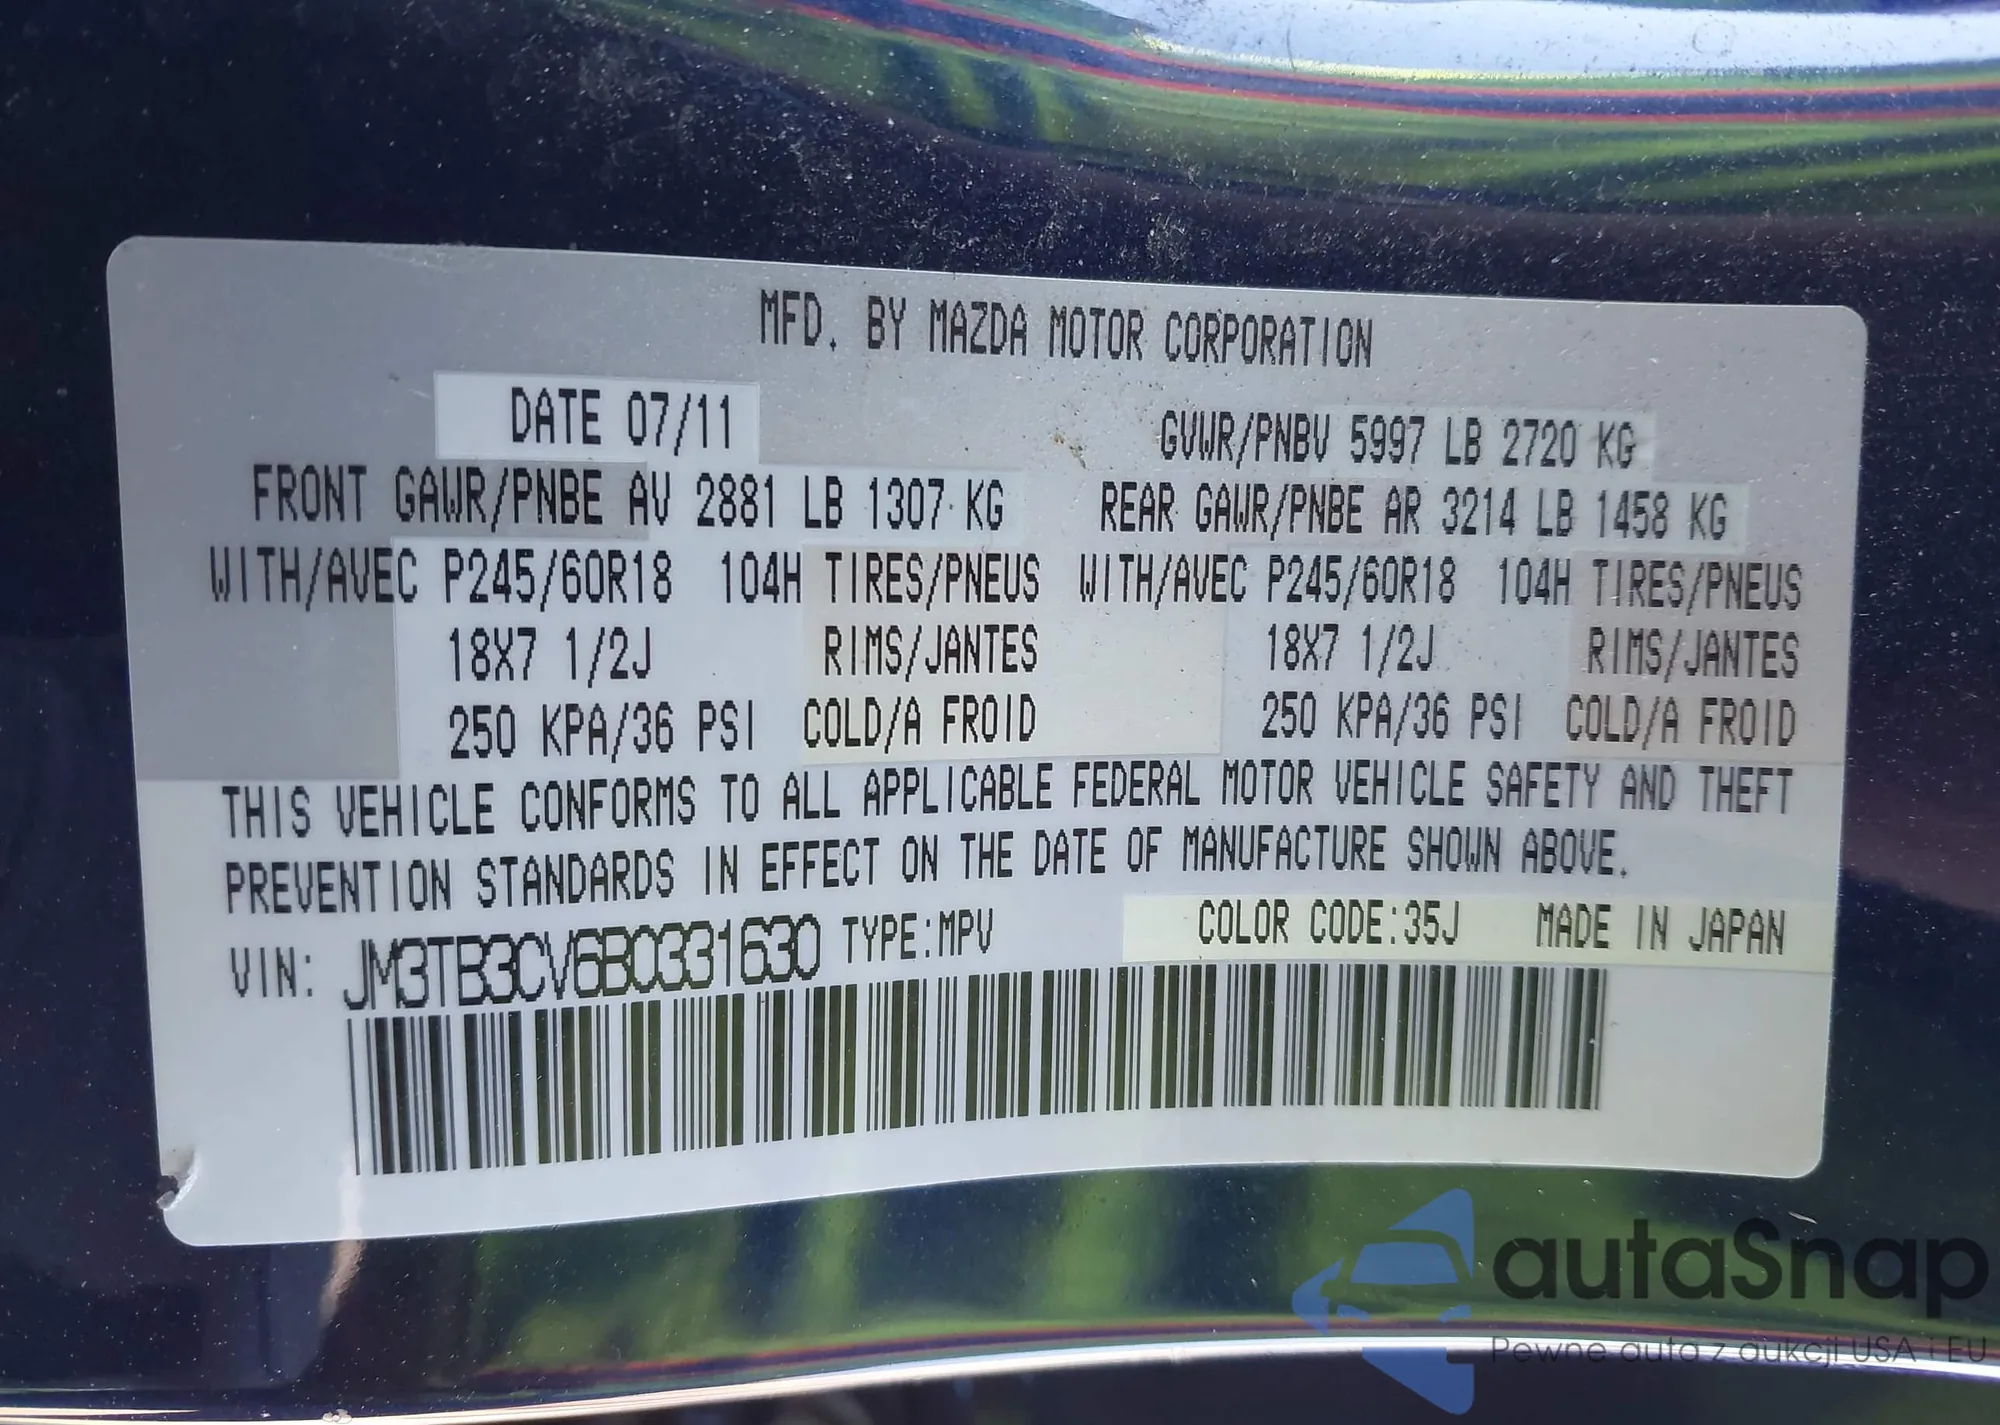 MFD. BY MAZDA MOTOR CORPORATION
DATE 07/11 GVWR/PNBV 5997 LB 2720 KG
FRONT GAWR/PNBE AV 2881 LB 1307 KG REAR GAWR/PNBE AR 3214 LB 1458 KG
WITH/AVEC P245/60R18 104H TIRES/PNEUS WITH/AVEC P245/60R18 104H TIRES/PNEUS
18X7 1/2J RIMS/JANTES 18X7 1/2J RIMS/JANTES
250 KPA/36 PSI COLD/A FROID 250 KPA/36 PSI COLD/A FROID
THIS VEHICLE CONFORMS TO ALL APPLICABLE FEDERAL MOTOR VEHICLE SAFETY AND THEFT
PREVENTION STANDARDS IN EFFECT ON THE DATE OF MANUFACTURE SHOWN ABOVE.
VIN: JM3TB3CV6B0331630 TYPE:MPV COLOR CODE:35J MADE IN JAPAN
autaSnap
Pewne auta z aukcji USA i EU